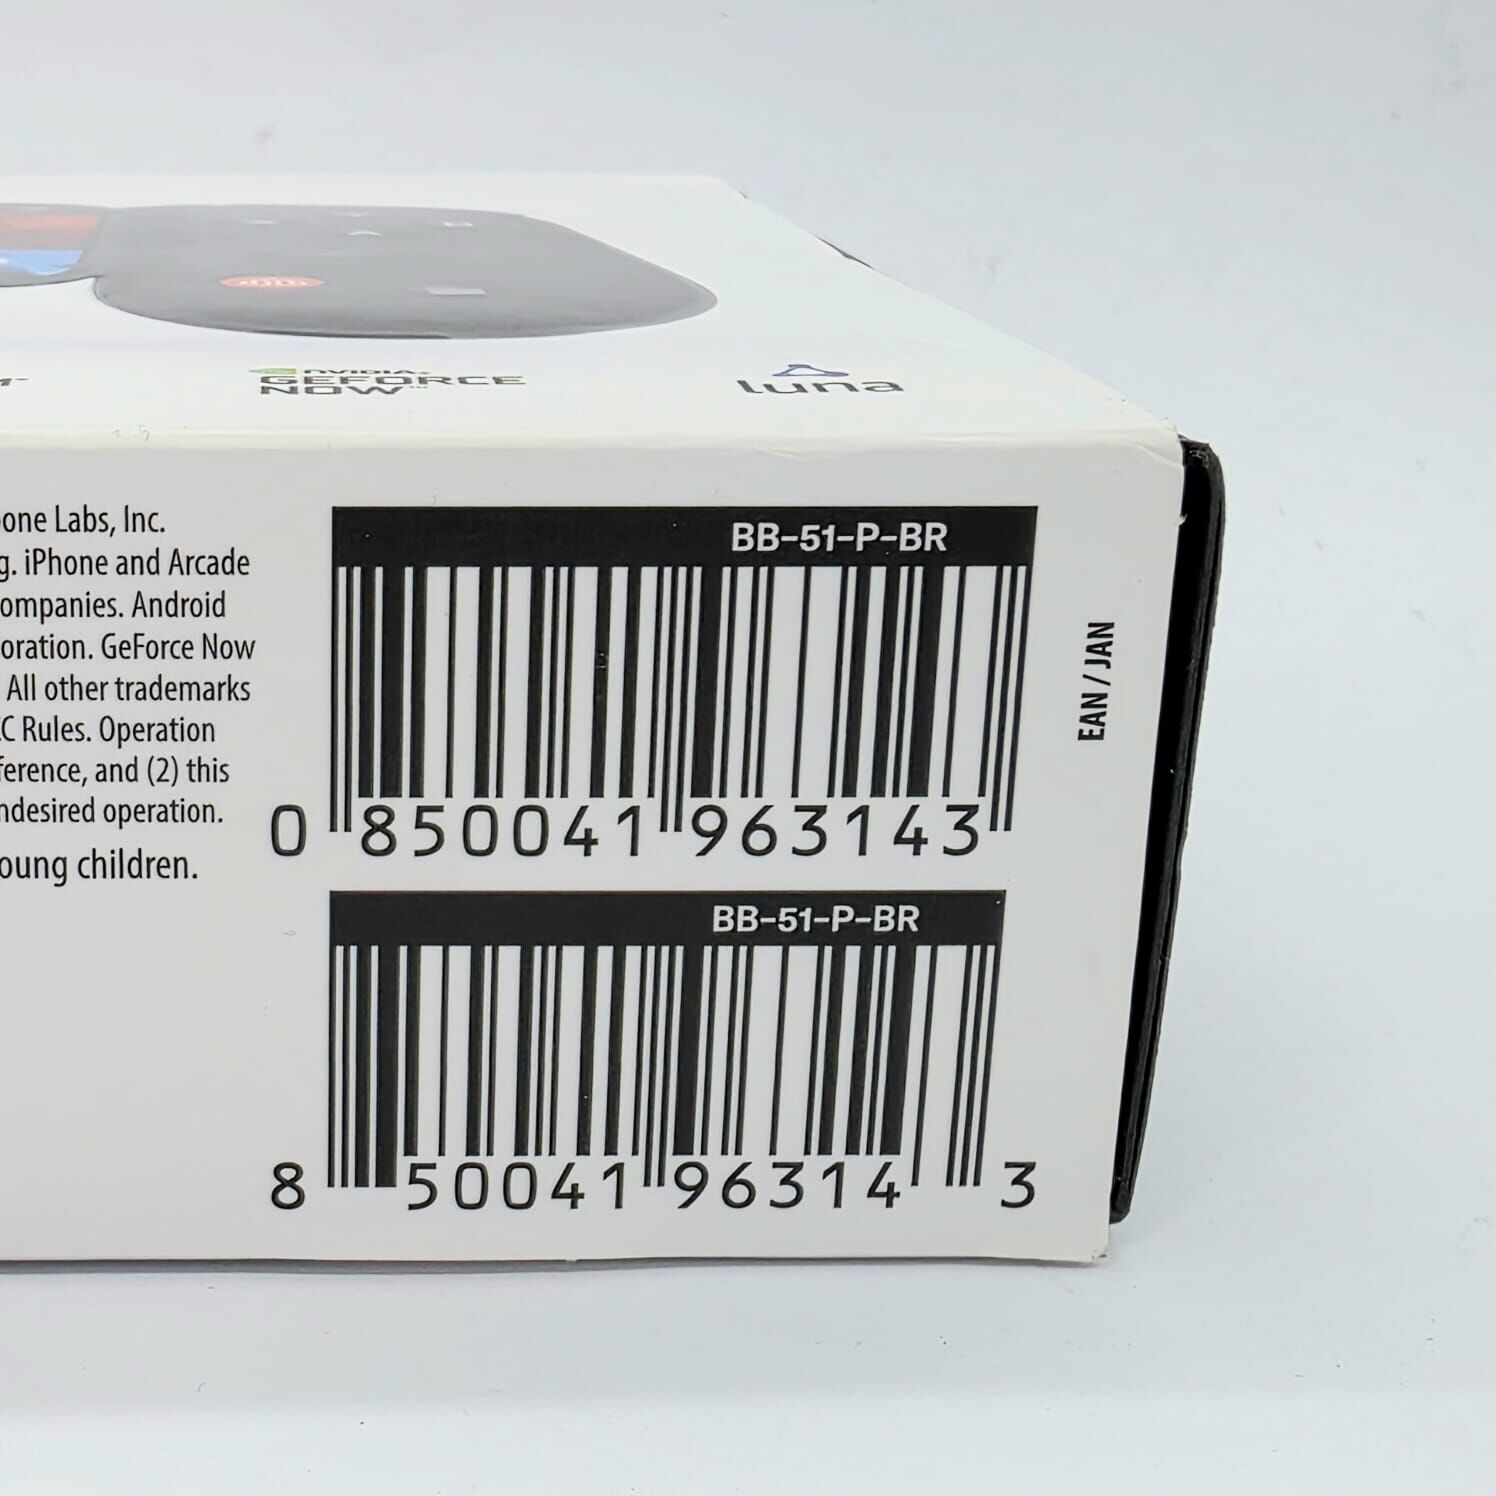 NVIDIA
GEFORCE
NOW™
luna
one Labs, Inc.
g. iPhone and Arcade
ompanies. Android
oration. GeForce Now
All other trademarks
C Rules. Operation
ference, and (2) this
ndesired operation.
oung children.
BB-51-P-BR
0 850041 963143
EAN / JAN
BB-51-P-BR
8 50041 96314 3